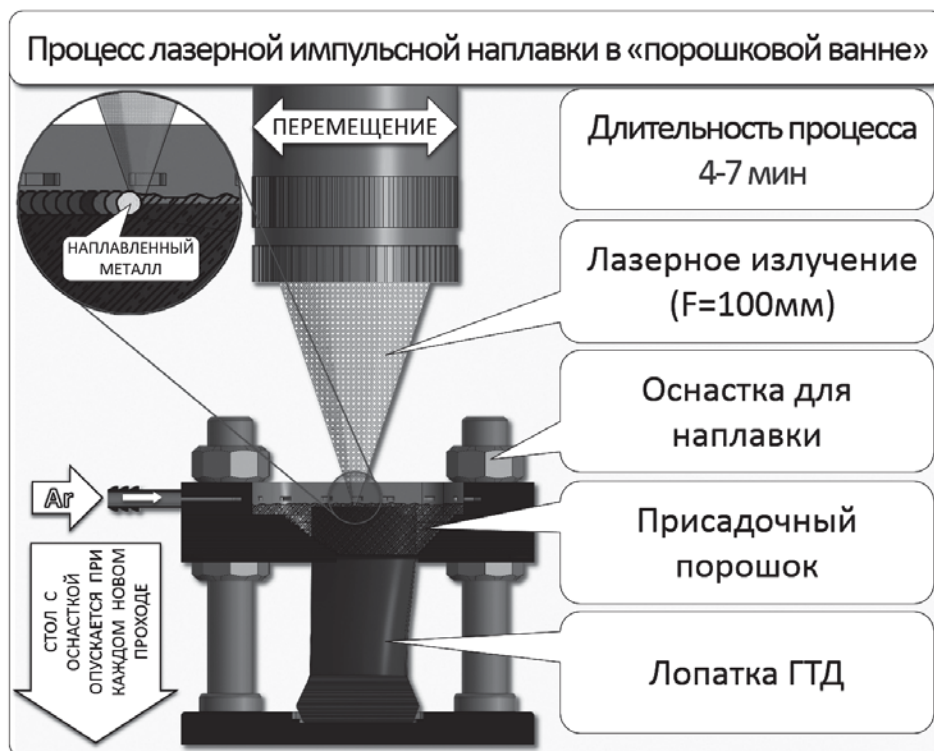 Процесс лазерной импульсной наплавки в «порошковой ванне»
ПЕРЕМЕЩЕНИЕ
НАПЛАВЛЕННЫЙ
МЕТАЛЛ
Длительность процесса
4-7 мин
Лазерное излучение
(F=100мм)
Оснастка для
наплавки
Ar
Присадочный
порошок
СТОЛ С
ОСНАСТКОЙ
ОПУСКАЕТСЯ ПРИ
КАЖДОМ НОВОМ
ПРОХОДЕ
Лопатка ГТД